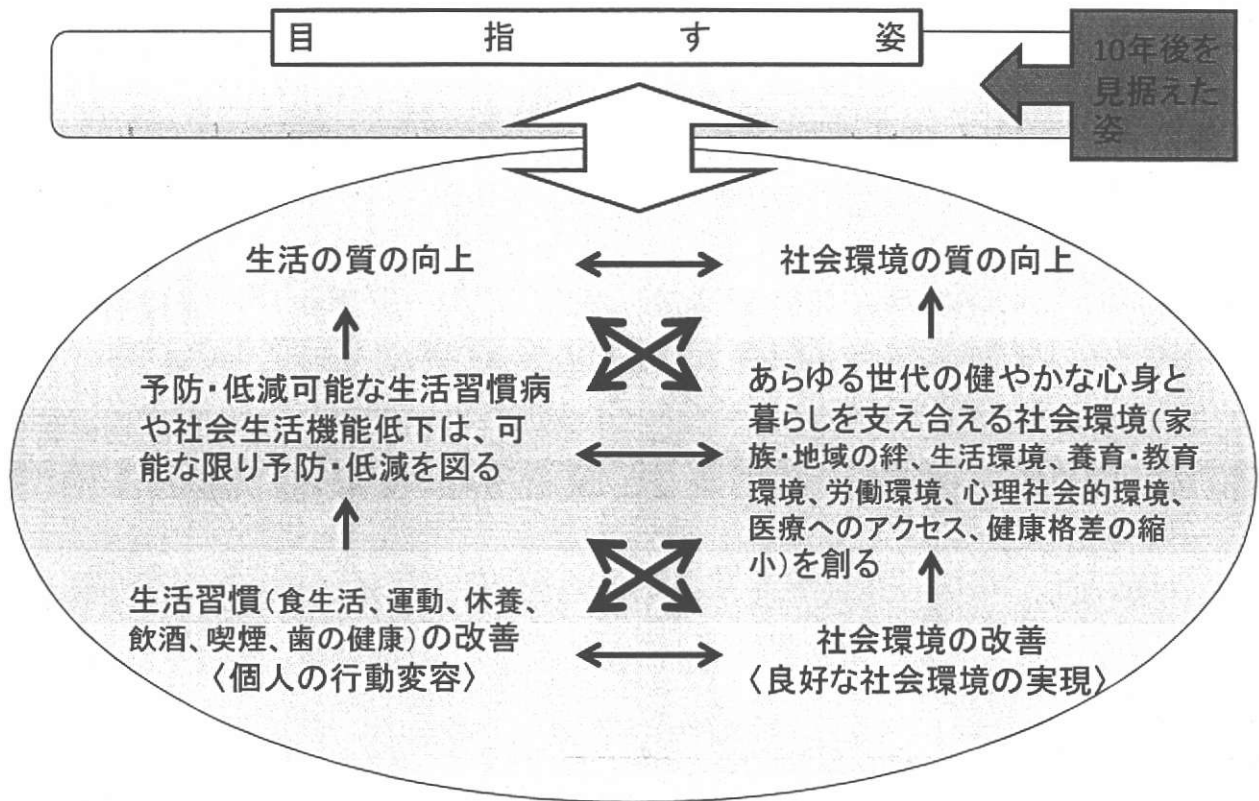 目指す姿
10年後を
見据えた
姿
生活の質の向上
社会環境の質の向上
予防・低減可能な生活習慣病
や社会生活機能低下は、可
能な限り予防・低減を図る
あらゆる世代の健やかな心身と
暮らしを支え合える社会環境(家
族・地域の絆、生活環境、養育・教育
環境、労働環境、心理社会的環境、
医療へのアクセス、健康格差の縮
小)を創る
生活習慣(食生活、運動、休養、
飲酒、喫煙、歯の健康)の改善
〈個人の行動変容〉
社会環境の改善
〈良好な社会環境の実現〉